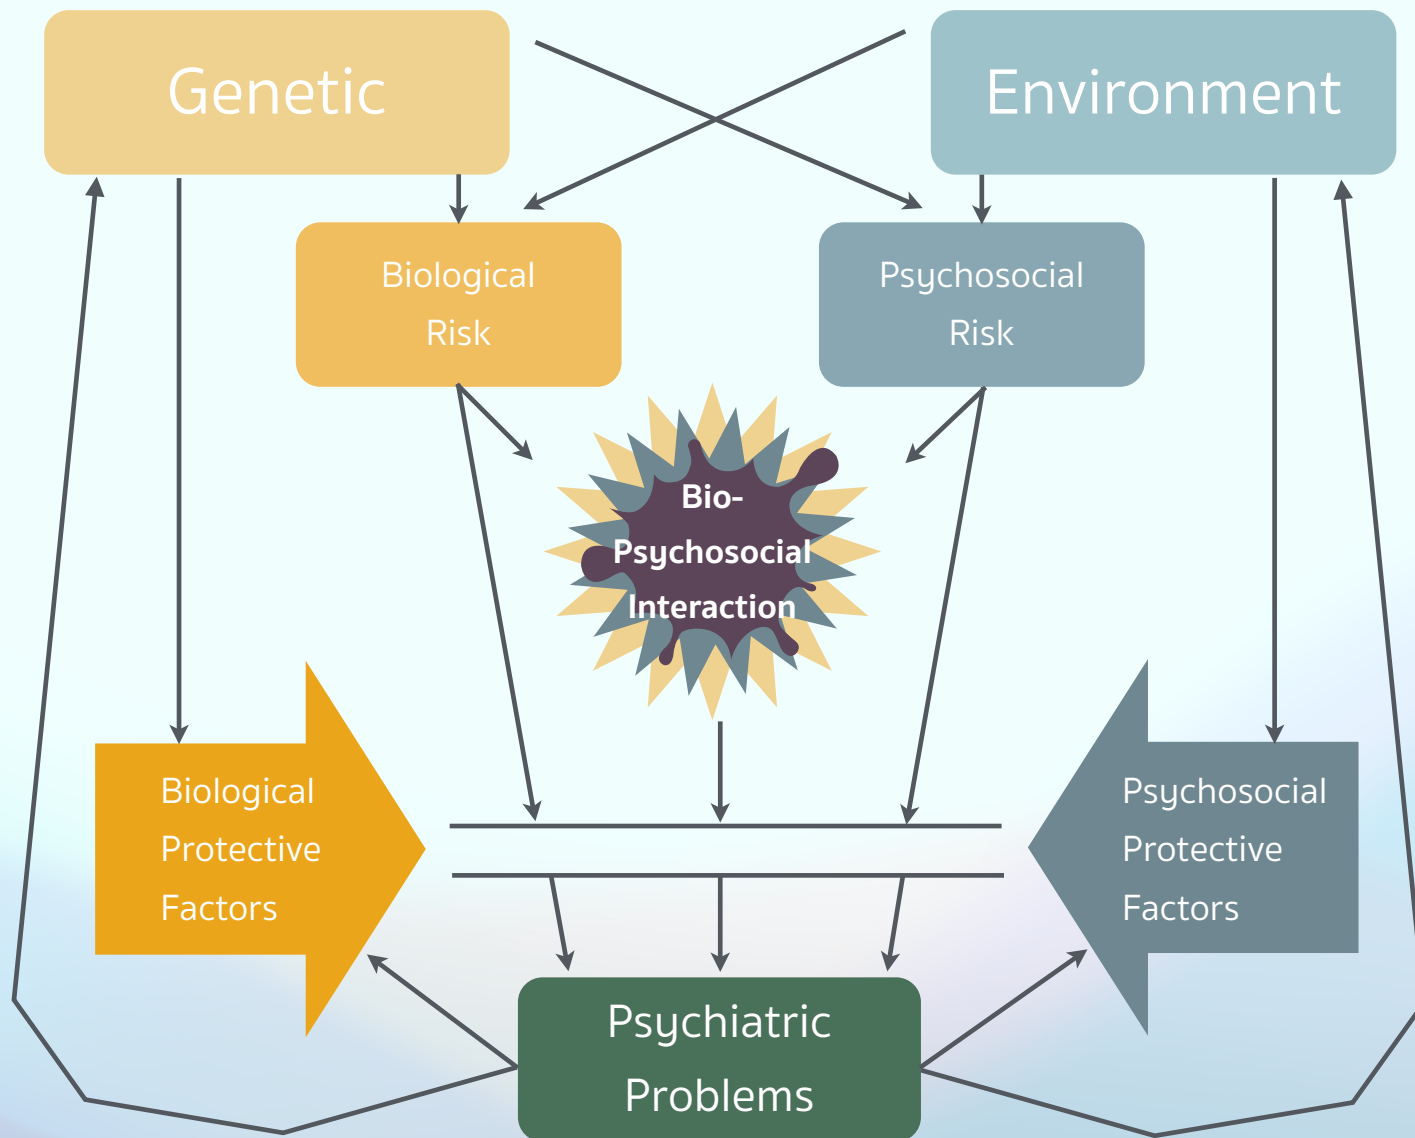 Genetic
Environment
Biological
Risk
Psychosocial
Risk
Bio-
Psychosocial
Interaction
Biological
Protective
Factors
Psychosocial
Protective
Factors
Psychiatric
Problems